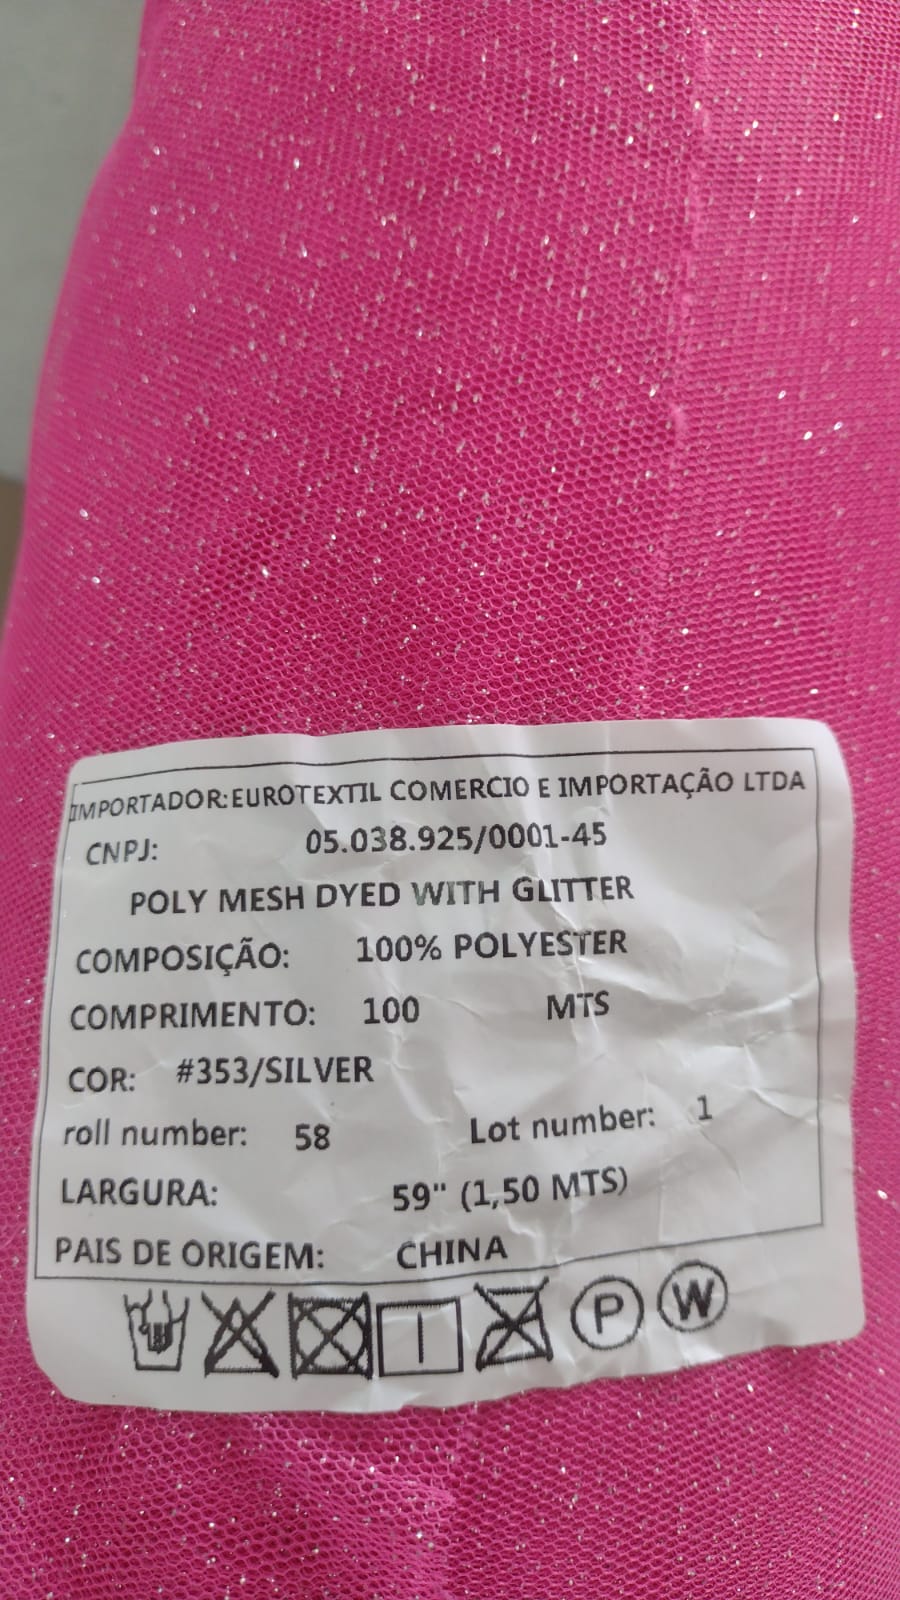 IMPORTADOR:EUROTEXTIL COMERCIO E IMPORTAÇÃO LTDA
CNPJ: 05.038.925/0001-45
POLY MESH DYED WITH GLITTER
COMPOSIÇÃO: 100% POLYESTER
COMPRIMENTO: 100 MTS
COR: #353/SILVER
roll number: 58 Lot number: 1
LARGURA: 59" (1,50 MTS)
PAIS DE ORIGEM: CHINA
P W